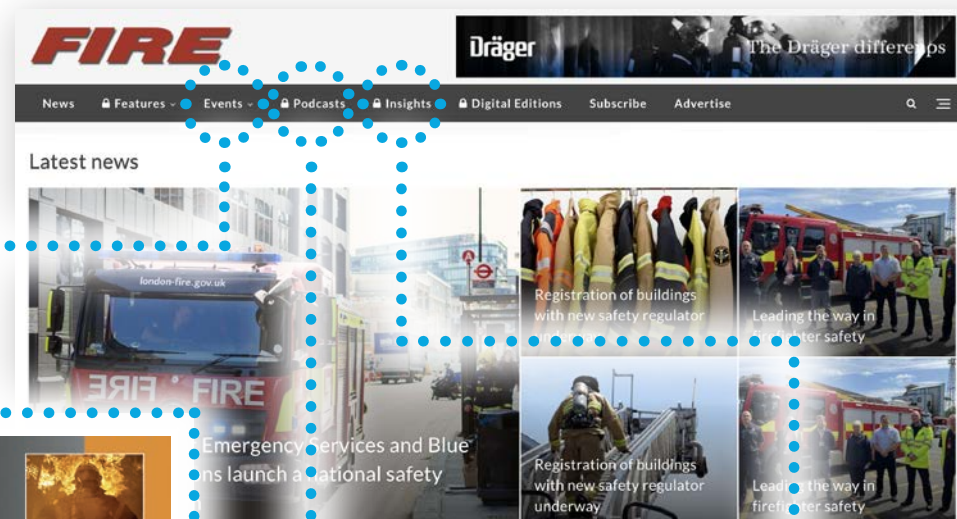 FIRE
Dräger
The Dräger
News Features Events Podcasts Insights Digital Editions Subscribe Advertise
Latest news
london-fire.gov.uk
FIRE FIRE
Registration of buildings
with new safety regulator
Leading the way in
firefighter safety
Emergency Services and Blue
launch a national safety
Registration of buildings
with new safety regulator
underway
Leading the way in
firefighter safety